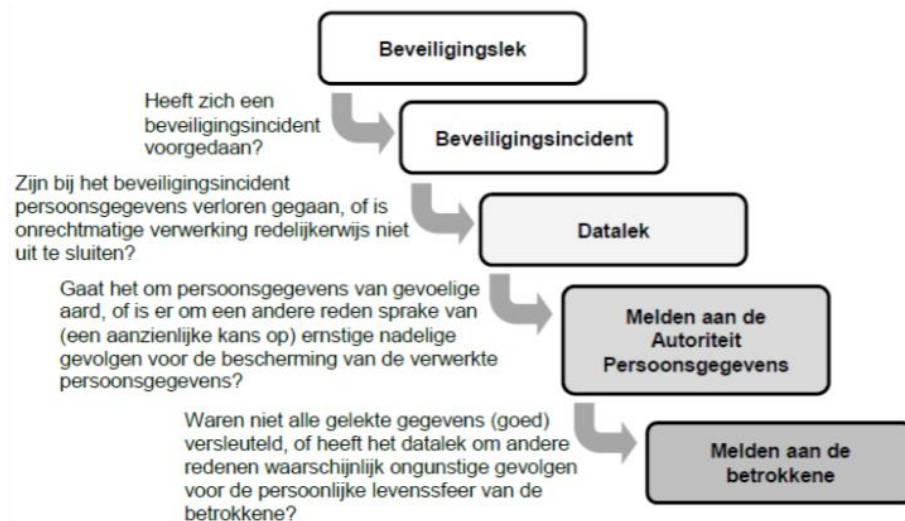 Beveiligingslek
Heeft zich een
beveiligingsincident
voorgedaan?
Beveiligingsincident
Zijn bij het beveiligingsincident
persoonsgegevens verloren gegaan, of is
onrechtmatige verwerking redelijkerwijs niet
uit te sluiten?
Datalek
Gaat het om persoonsgegevens van gevoelige
aard, of is er om een andere reden sprake van
(een aanzienlijke kans op) ernstige nadelige
gevolgen voor de bescherming van de verwerkte
persoonsgegevens?
Melden aan de
Autoriteit
Persoonsgegevens
Waren niet alle gelekte gegevens (goed)
versleuteld, of heeft het datalek om andere
redenen waarschijnlijk ongunstige gevolgen
voor de persoonlijke levenssfeer van de
betrokkene?
Melden aan de
betrokkene